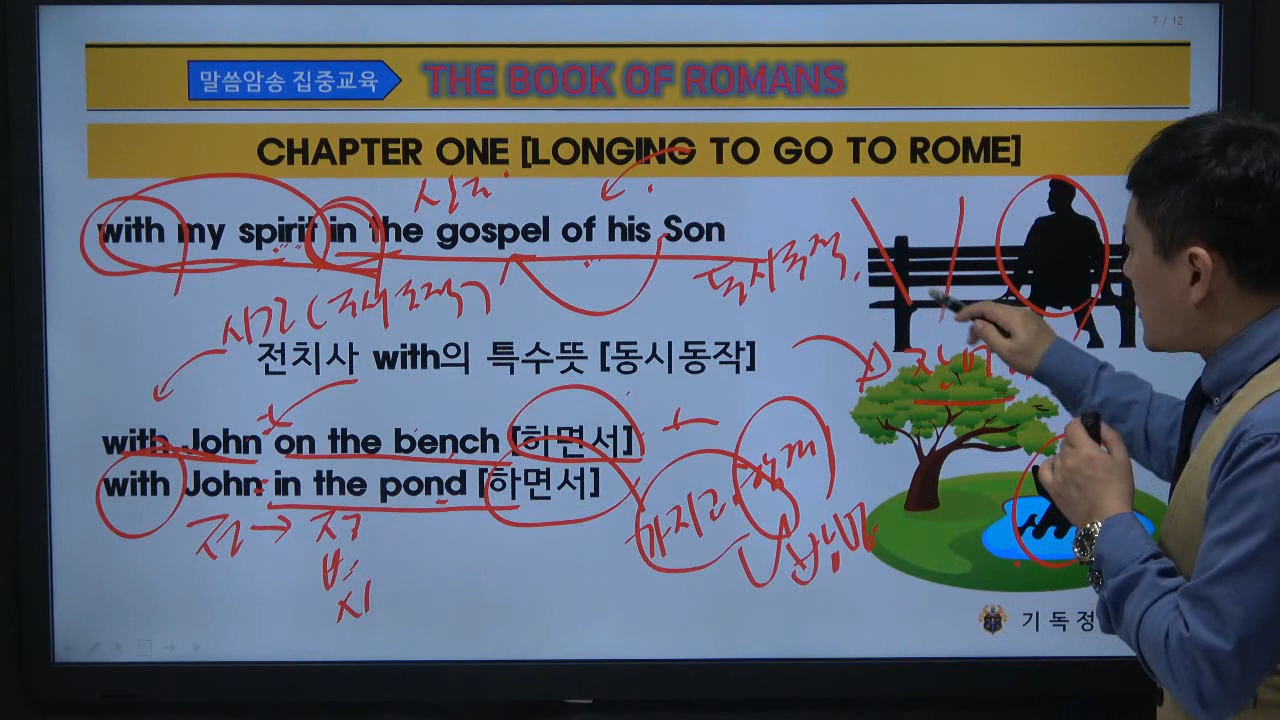 7 / 12
말씀암송 집중교육 THE BOOK OF ROMANS
CHAPTER ONE [LONGING TO GO TO ROME]
with my spirit in the gospel of his Son
전치사 with의 특수뜻 [동시동작]
with John on the bench [하면서]
with John in the pond [하면서]
가지고, 함께
전 →
기 독 정